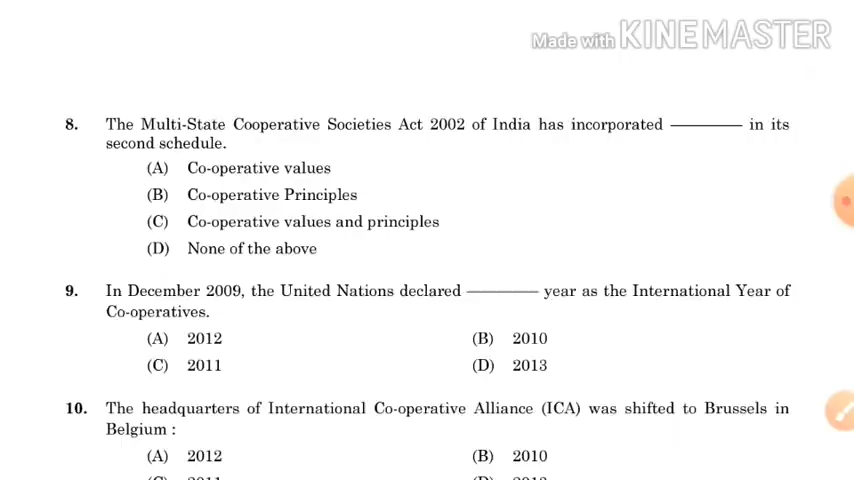 Made with KINEMASTER
8. The Multi-State Cooperative Societies Act 2002 of India has incorporated ——— in its
second schedule.
(A) Co-operative values
(B) Co-operative Principles
(C) Co-operative values and principles
(D) None of the above
9. In December 2009, the United Nations declared ——— year as the International Year of
Co-operatives.
(A) 2012 (B) 2010
(C) 2011 (D) 2013
10. The headquarters of International Co-operative Alliance (ICA) was shifted to Brussels in
Belgium :
(A) 2012 (B) 2010
(C) 2011 (D) 2013